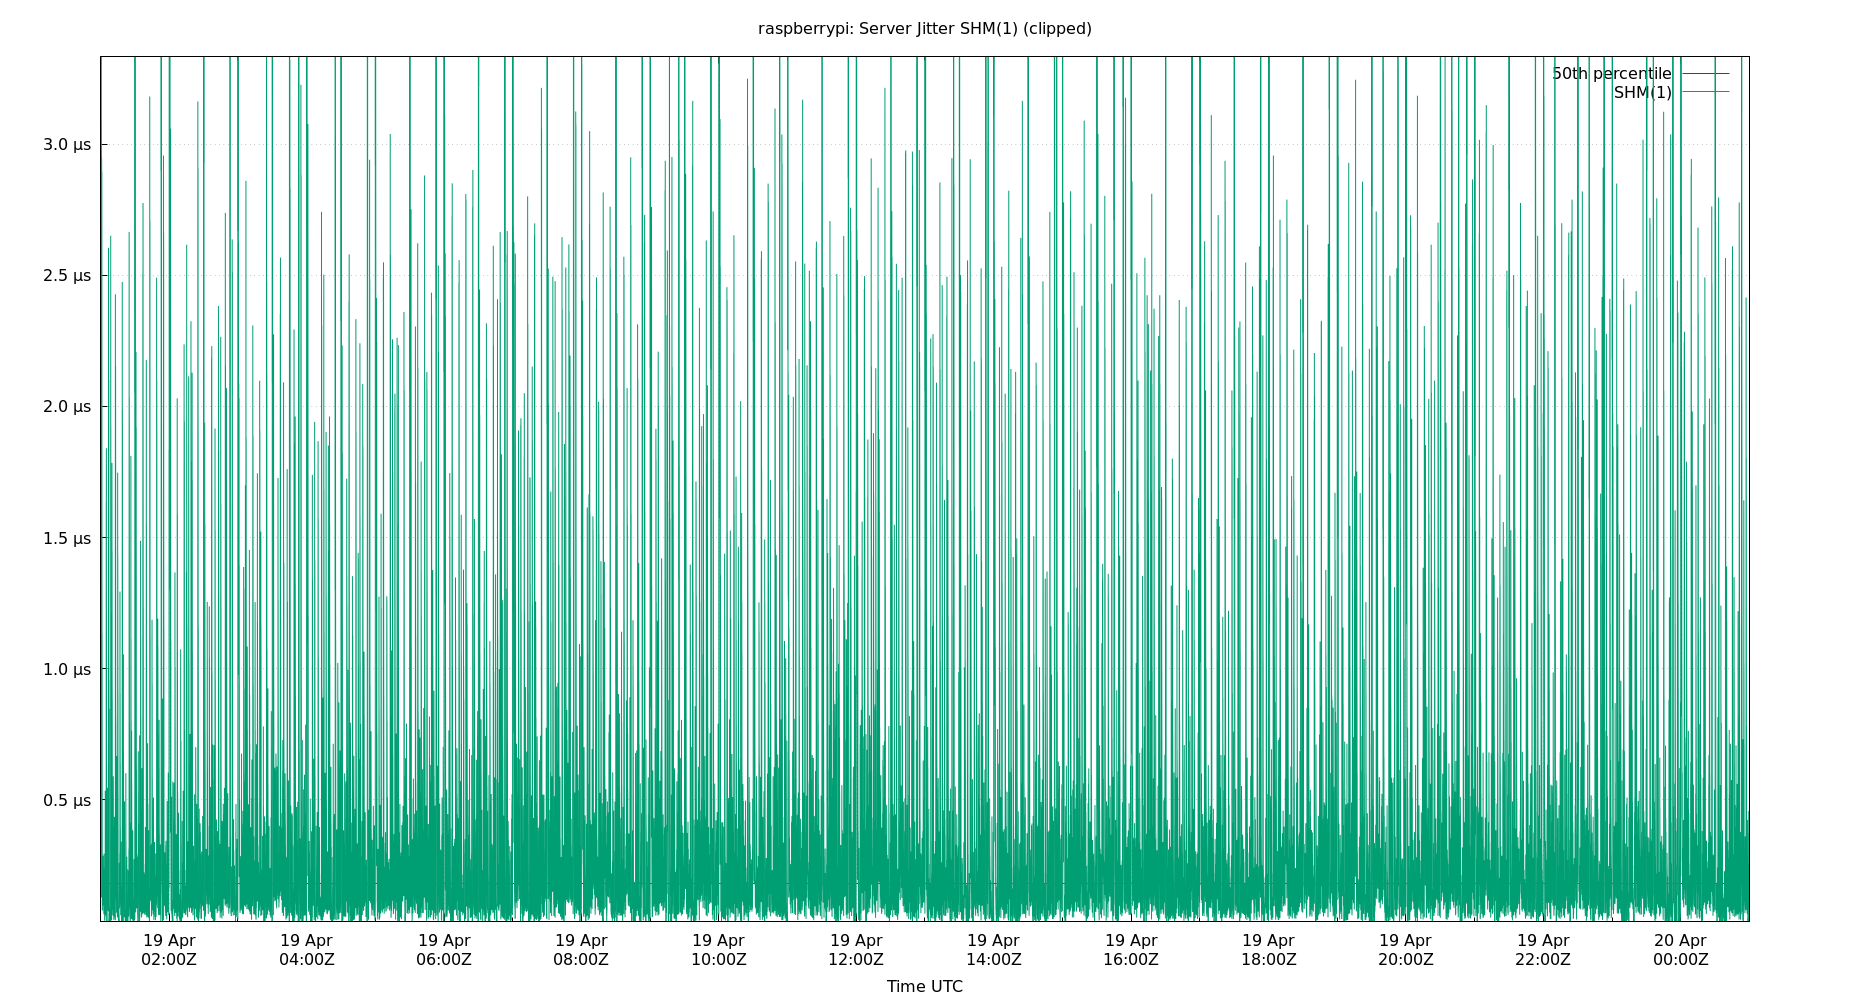 raspberrypi: Server Jitter SHM(1) (clipped)
50th percentile
SHM(1)
3.0 µs
2.5 µs
2.0 µs
1.5 µs
1.0 µs
0.5 µs
19 Apr 19 Apr 19 Apr 19 Apr 19 Apr 19 Apr 19 Apr 19 Apr 19 Apr 19 Apr 19 Apr 20 Apr
02:00Z 04:00Z 06:00Z 08:00Z 10:00Z 12:00Z 14:00Z 16:00Z 18:00Z 20:00Z 22:00Z 00:00Z
Time UTC